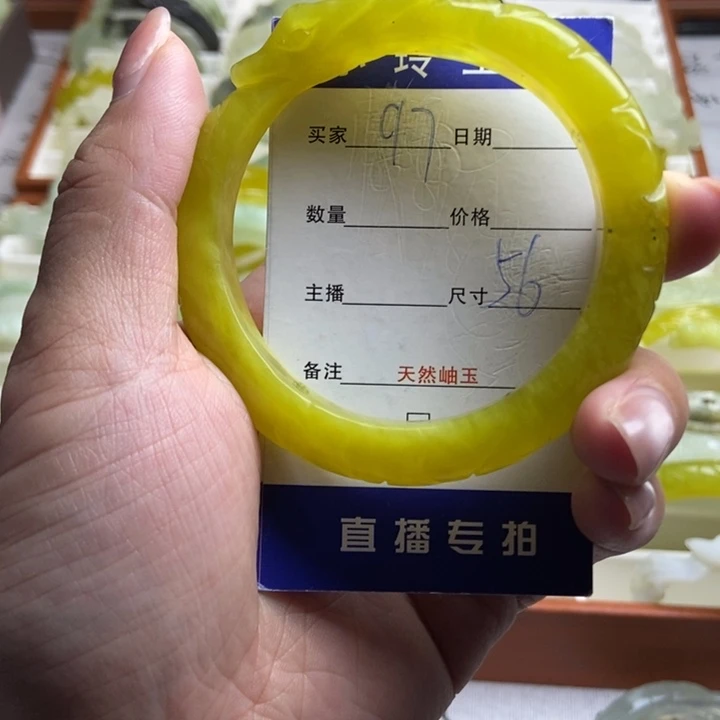 玲
买家 97 日期
数量 价格
主播 尺寸 56
备注 天然岫玉
直播专拍